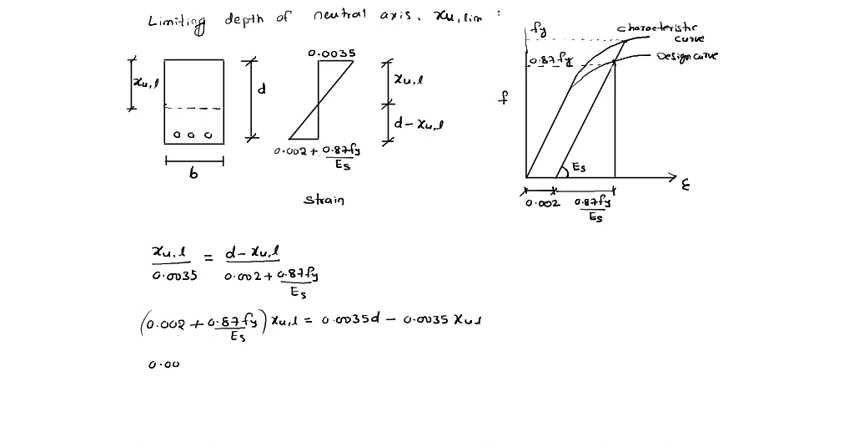 Limiting depth of neutral axis, xu,lim :
xu,l
d
b
0.0035
xu,l
d-xu,l
0.002 + 0.87fy/Es
Strain
fy
0.87fy
f
characteristic
curve
Design curve
Es
ε
0.002
0.87fy/Es
xu,l/0.0035 = d-xu,l/0.002 + 0.87fy/Es
(0.002 + 0.87fy/Es) xu,l = 0.0035d - 0.0035 xu,l
0.00